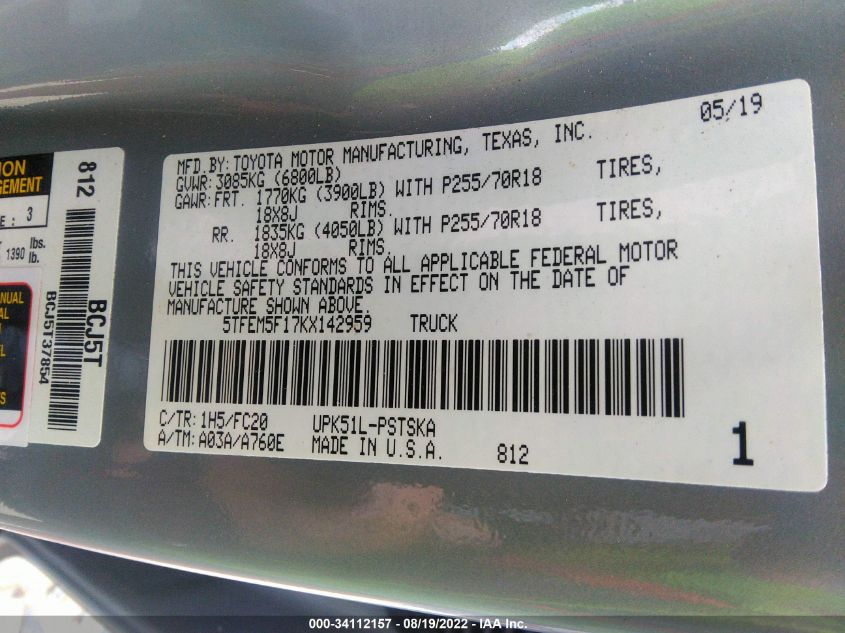 05/19
MFD.BY:TOYOTA MOTOR MANUFACTURING, TEXAS, INC.
GVWR:3085KG (6800LB)
GAWR:FRT. 1770KG (3900LB) WITH P255/70R18 TIRES,
18X8J RIMS.
RR. 1835KG (4050LB) WITH P255/70R18 TIRES,
18X8J RIMS.
THIS VEHICLE CONFORMS TO ALL APPLICABLE FEDERAL MOTOR
VEHICLE SAFETY STANDARDS IN EFFECT ON THE DATE OF
MANUFACTURE SHOWN ABOVE.
5TFEM5F17KX142959 TRUCK
C/TR:1H5/FC20 UPK51L-PSTSKA
A/TM:A03A/A760E MADE IN U.S.A. 812 1
812
BCJ5T
BCJ5T37854
: 3
1390 lbs.
lb.
000-34112157 - 08/19/2022 - IAA Inc.